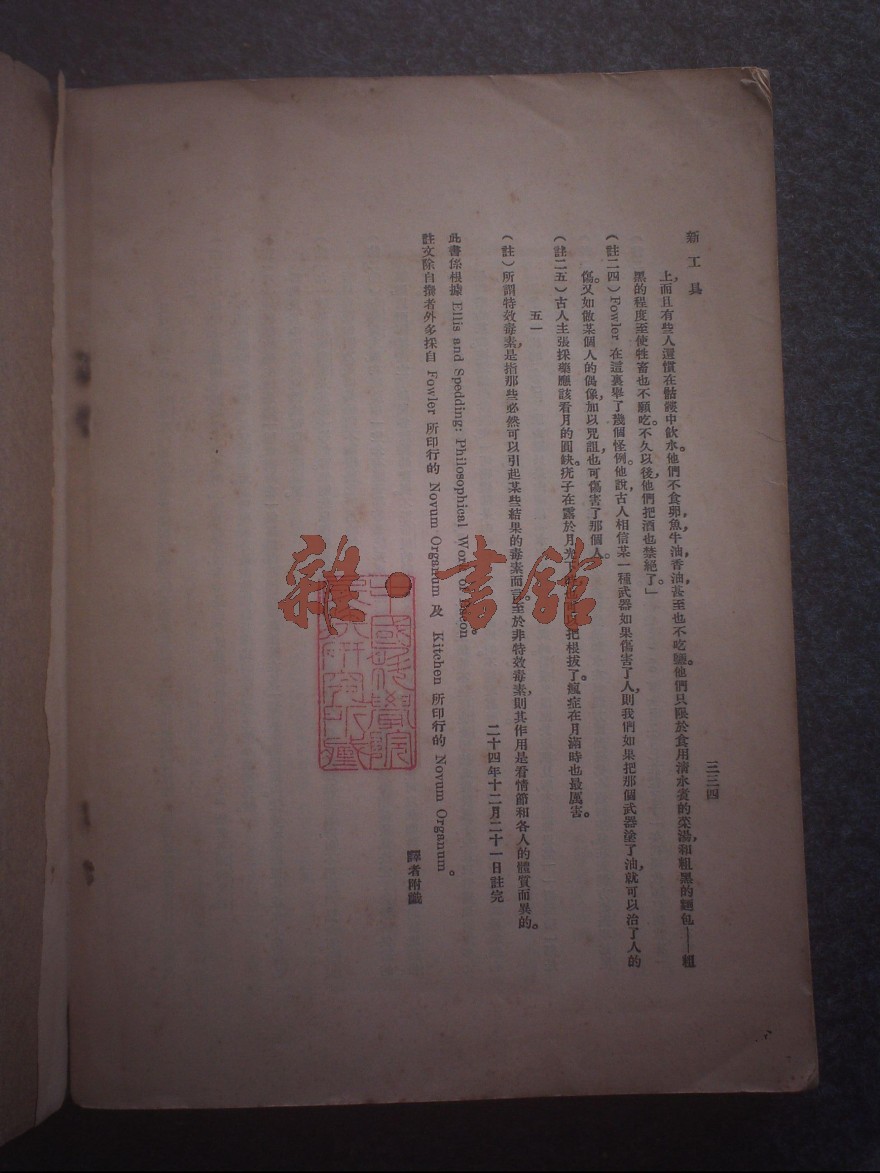 新工具
三三四
上，而且有些人還慣在骷髏中飲水。他們不食卵，魚，牛油，香油，甚至也不吃鹽。他們只限於食用清水煮的菜湯，和粗黑的麵包——粗
黑的程度至使牲畜也不願吃。不久以後，他們把酒也禁絕了。」
（註二四）Fowler 在這裏舉了幾個怪例。他說，古人相信某一種武器如果傷害了人，則我們如果把那個武器塗了油，就可以治了人的
傷。又如做某個人的偶像，加以咒詛，也可傷害了那個人。
（註二五）古人主張採藥應該看月的圓缺。疣子在露於月光下以把根拔了。瘋症在月滿時也最厲害。
五一
（註）所謂特效毒素，是指那些必然可以引起某些結果的毒素而言。至於非特效毒素，則其作用是看情節和各人的體質而異的。
二十四年十二月二十一日註完
此書係根據 Ellis and Spedding: Philosophical Works of Bacon。
註文除自撰者外多採自 Fowler 所印行的 Novum Organum 及 Kitchen 所印行的 Novum Organum。
譯者附識
雜·書館
中國科學院
研究所藏